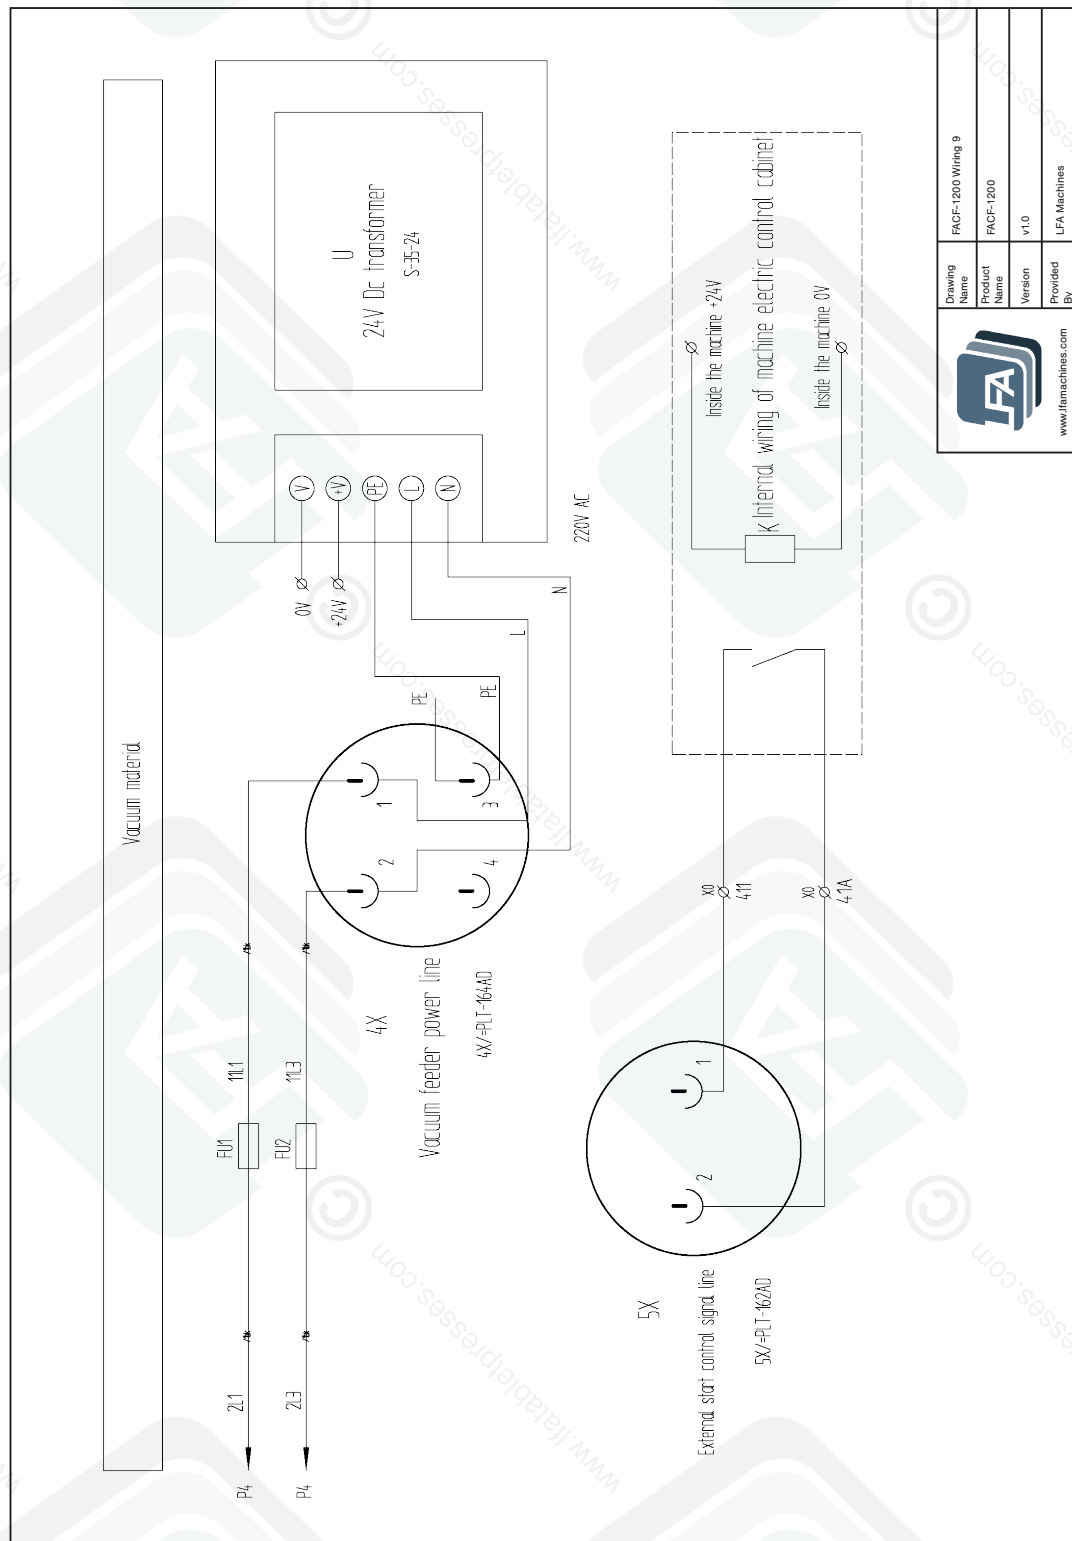 Vacuum material
P4
2L1
FU1
11L1
P4
2L3
FU2
11L3
4X
Vacuum feeder power line
4X/=PLT-164AD
1
2
3
4
PE
PE
L
N
0V
+24V
V
+V
PE
L
N
220V AC
U
24V Dc transformer
S-35-24
5X
External start control signal line
5X/=PLT-162AD
1
2
X0
411
X0
41A
K Internal wiring of machine electric control cabinet
Inside the machine +24V
Inside the machine 0V
Drawing Name
FACF-1200 Wiring 9
Product Name
FACF-1200
Version
v1.0
Provided By
LFA Machines
LFA
www.lfamachines.com
© www.lfatabletpresses.com